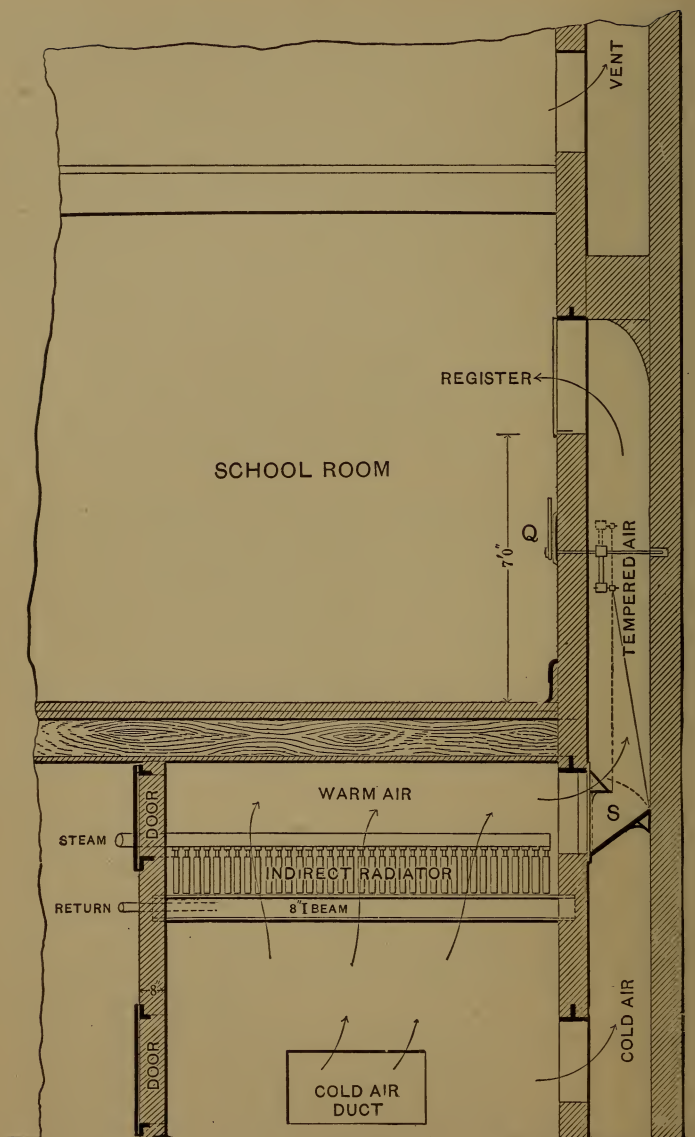 VENT
REGISTER
SCHOOL ROOM
Q
7'0"
TEMPERED AIR
WARM AIR
DOOR
S
STEAM
INDIRECT RADIATOR
RETURN
8" I BEAM
8"
COLD AIR
DOOR
COLD AIR
DUCT